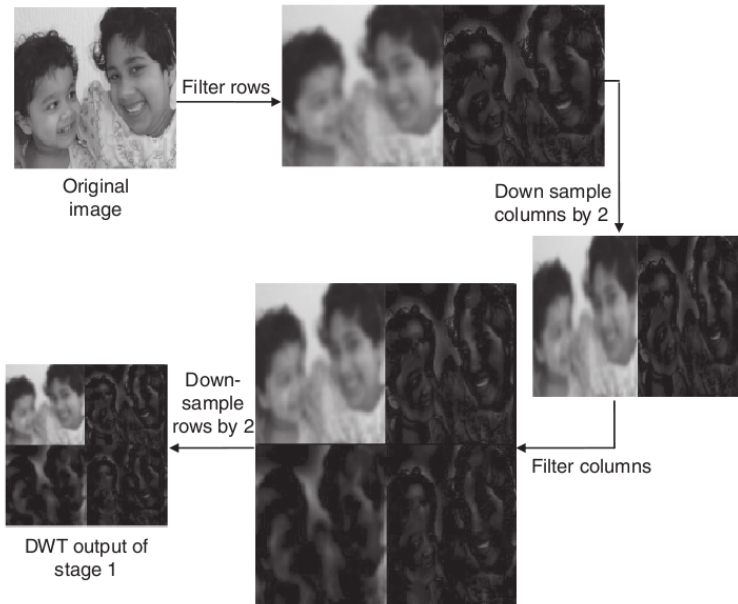 Filter rows
Original
image
Down sample
columns by 2
Down-
sample
rows by 2
Filter columns
DWT output of
stage 1